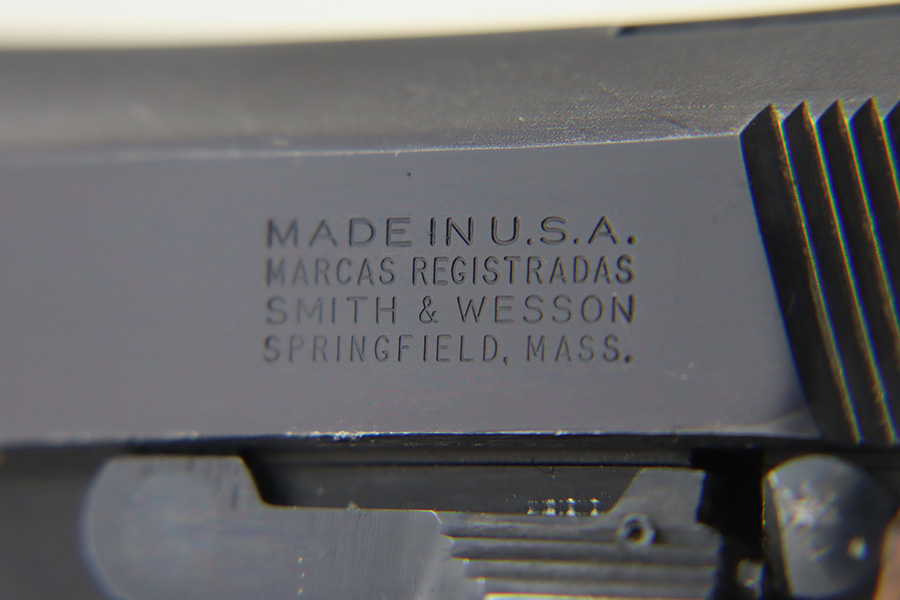 MADE IN U.S.A.
MARCAS REGISTRADAS
SMITH & WESSON
SPRINGFIELD, MASS.